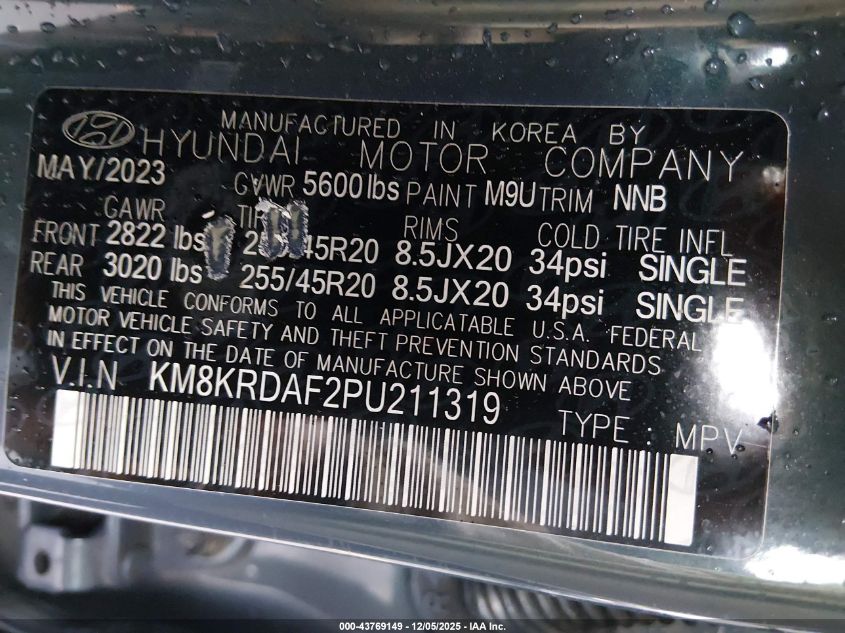 MANUFACTURED IN KOREA BY
HYUNDAI MOTOR COMPANY
MAY/2023 GVWR 5600lbs PAINT M9U TRIM NNB
GAWR RIMS COLD TIRE INFL
FRONT 2822 lbs 45R20 8.5JX20 34psi SINGLE
REAR 3020 lbs 255/45R20 8.5JX20 34psi SINGLE
THIS VEHICLE CONFORMS TO ALL APPLICATABLE U.S.A. FEDERAL
MOTOR VEHICLE SAFETY AND THEFT PREVENTION STANDARDS
IN EFFECT ON THE DATE OF MANUFACTURE SHOWN ABOVE
V.I.N KM8KRDAF2PU211319
TYPE : MPV
000-43769149 - 12/05/2025 - IAA Inc.